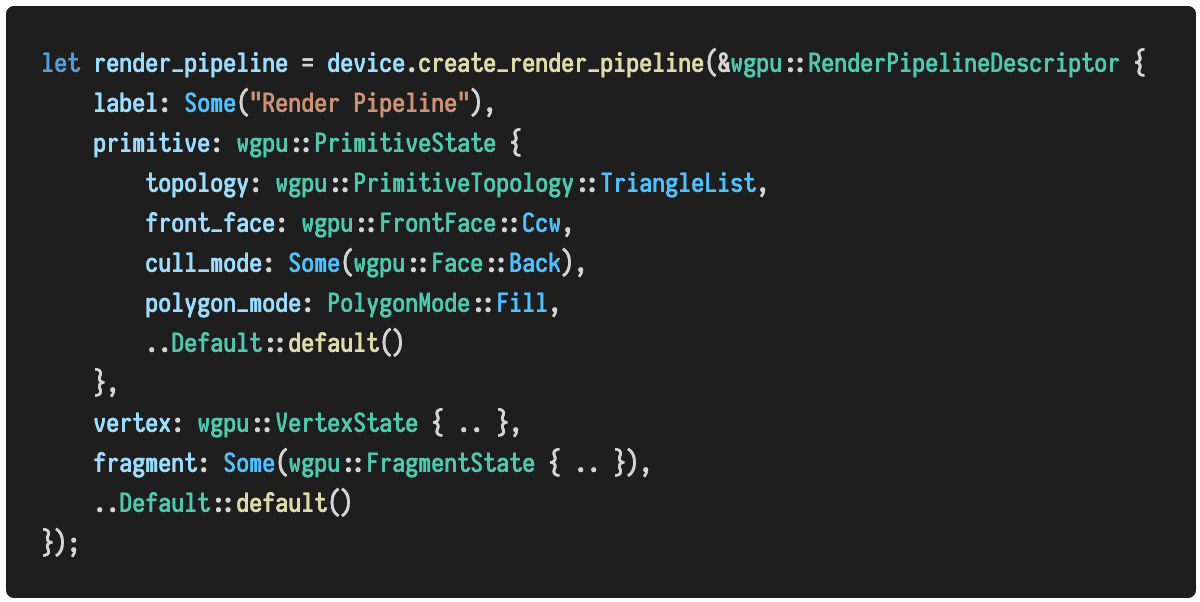 let render_pipeline = device.create_render_pipeline(&wgpu::RenderPipelineDescriptor {
    label: Some("Render Pipeline"),
    primitive: wgpu::PrimitiveState {
        topology: wgpu::PrimitiveTopology::TriangleList,
        front_face: wgpu::FrontFace::Ccw,
        cull_mode: Some(wgpu::Face::Back),
        polygon_mode: PolygonMode::Fill,
        ..Default::default()
    },
    vertex: wgpu::VertexState { .. },
    fragment: Some(wgpu::FragmentState { .. }),
    ..Default::default()
});